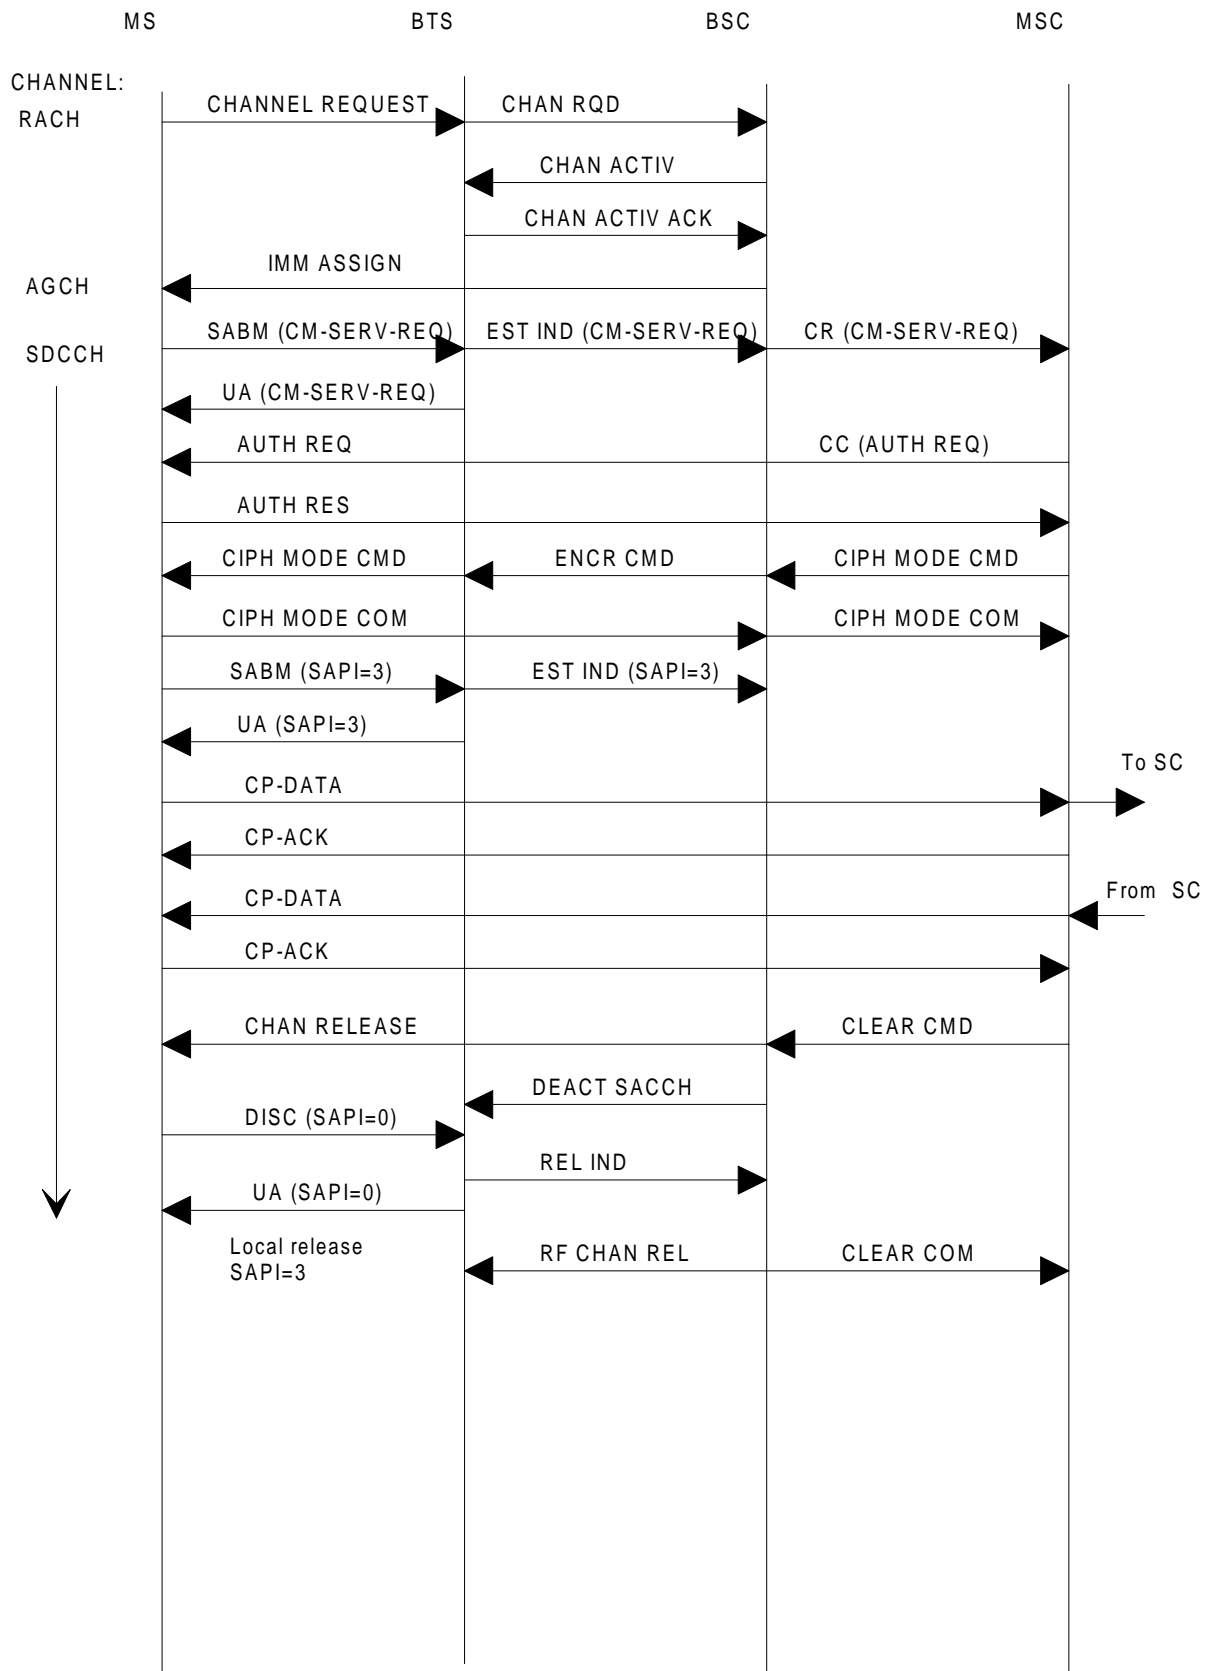 MS BTS BSC MSC
CHANNEL:
CHANNEL REQUEST CHAN RQD
RACH
CHAN ACTIV
CHAN ACTIV ACK
IMM ASSIGN
AGCH
SABM (CM-SERV-REQ) EST IND (CM-SERV-REQ) CR (CM-SERV-REQ)
SDCCH
UA (CM-SERV-REQ)
AUTH REQ CC (AUTH REQ)
AUTH RES
CIPH MODE CMD ENCR CMD CIPH MODE CMD
CIPH MODE COM CIPH MODE COM
SABM (SAPI=3) EST IND (SAPI=3)
UA (SAPI=3)
To SC
CP-DATA
CP-ACK
From SC
CP-DATA
CP-ACK
CHAN RELEASE CLEAR CMD
DEACT SACCH
DISC (SAPI=0)
REL IND
UA (SAPI=0)
Local release
SAPI=3
RF CHAN REL CLEAR COM